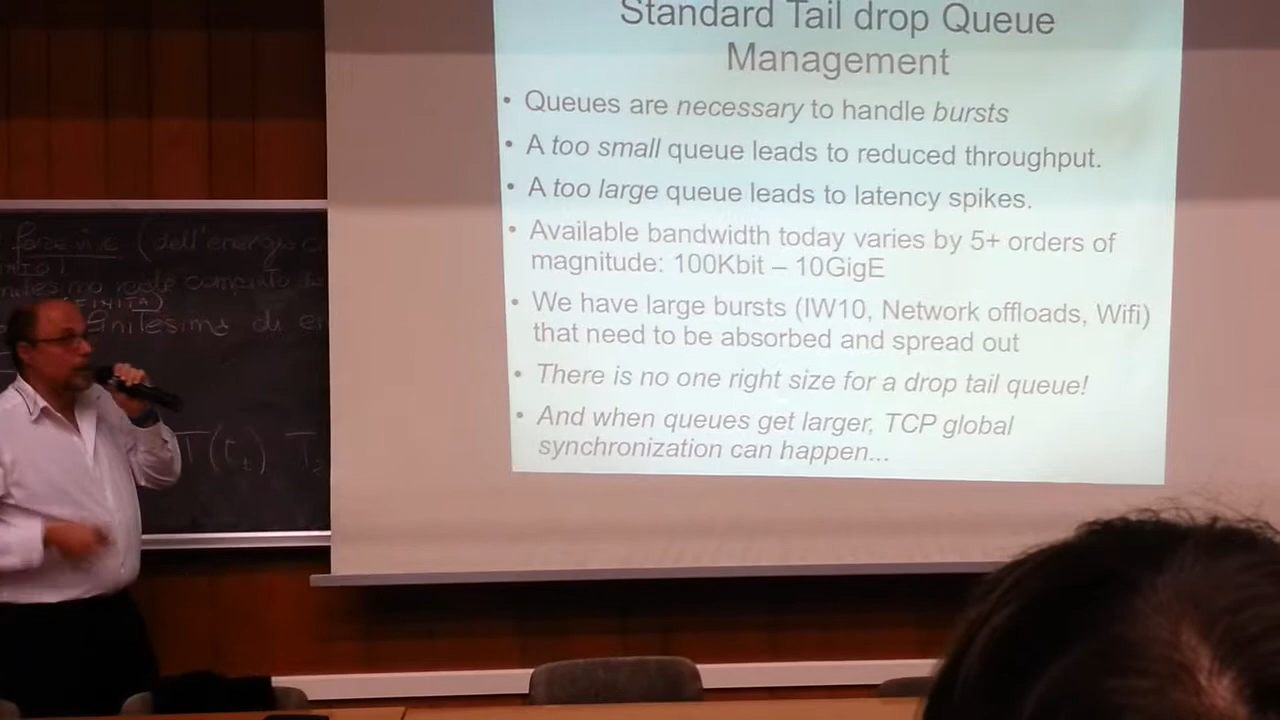 Standard Tail drop Queue
Management
• Queues are necessary to handle bursts
• A too small queue leads to reduced throughput.
• A too large queue leads to latency spikes.
• Available bandwidth today varies by 5+ orders of
magnitude: 100Kbit – 10GigE
• We have large bursts (IW10, Network offloads, Wifi)
that need to be absorbed and spread out
• There is no one right size for a drop tail queue!
• And when queues get larger, TCP global
synchronization can happen...
(dell'energia